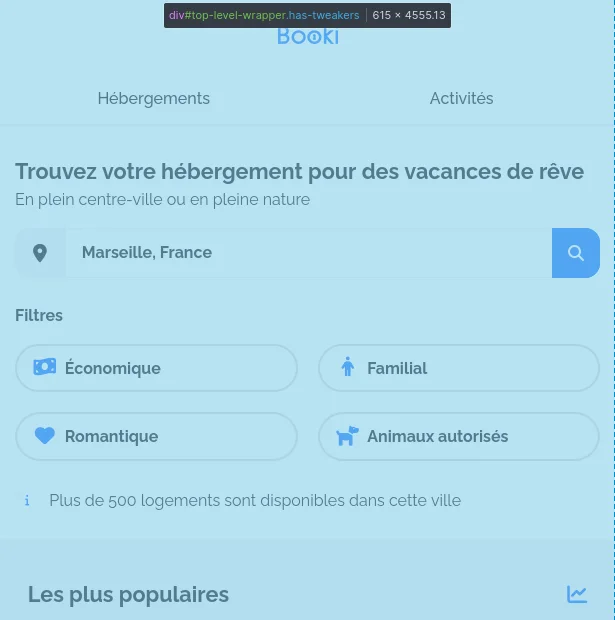 div#top-level-wrapper.has-tweakers 615 × 4555.13
Booki
Hébergements Activités
Trouvez votre hébergement pour des vacances de rêve
En plein centre-ville ou en pleine nature
Marseille, France
Filtres
Économique Familial
Romantique Animaux autorisés
Plus de 500 logements sont disponibles dans cette ville
Les plus populaires